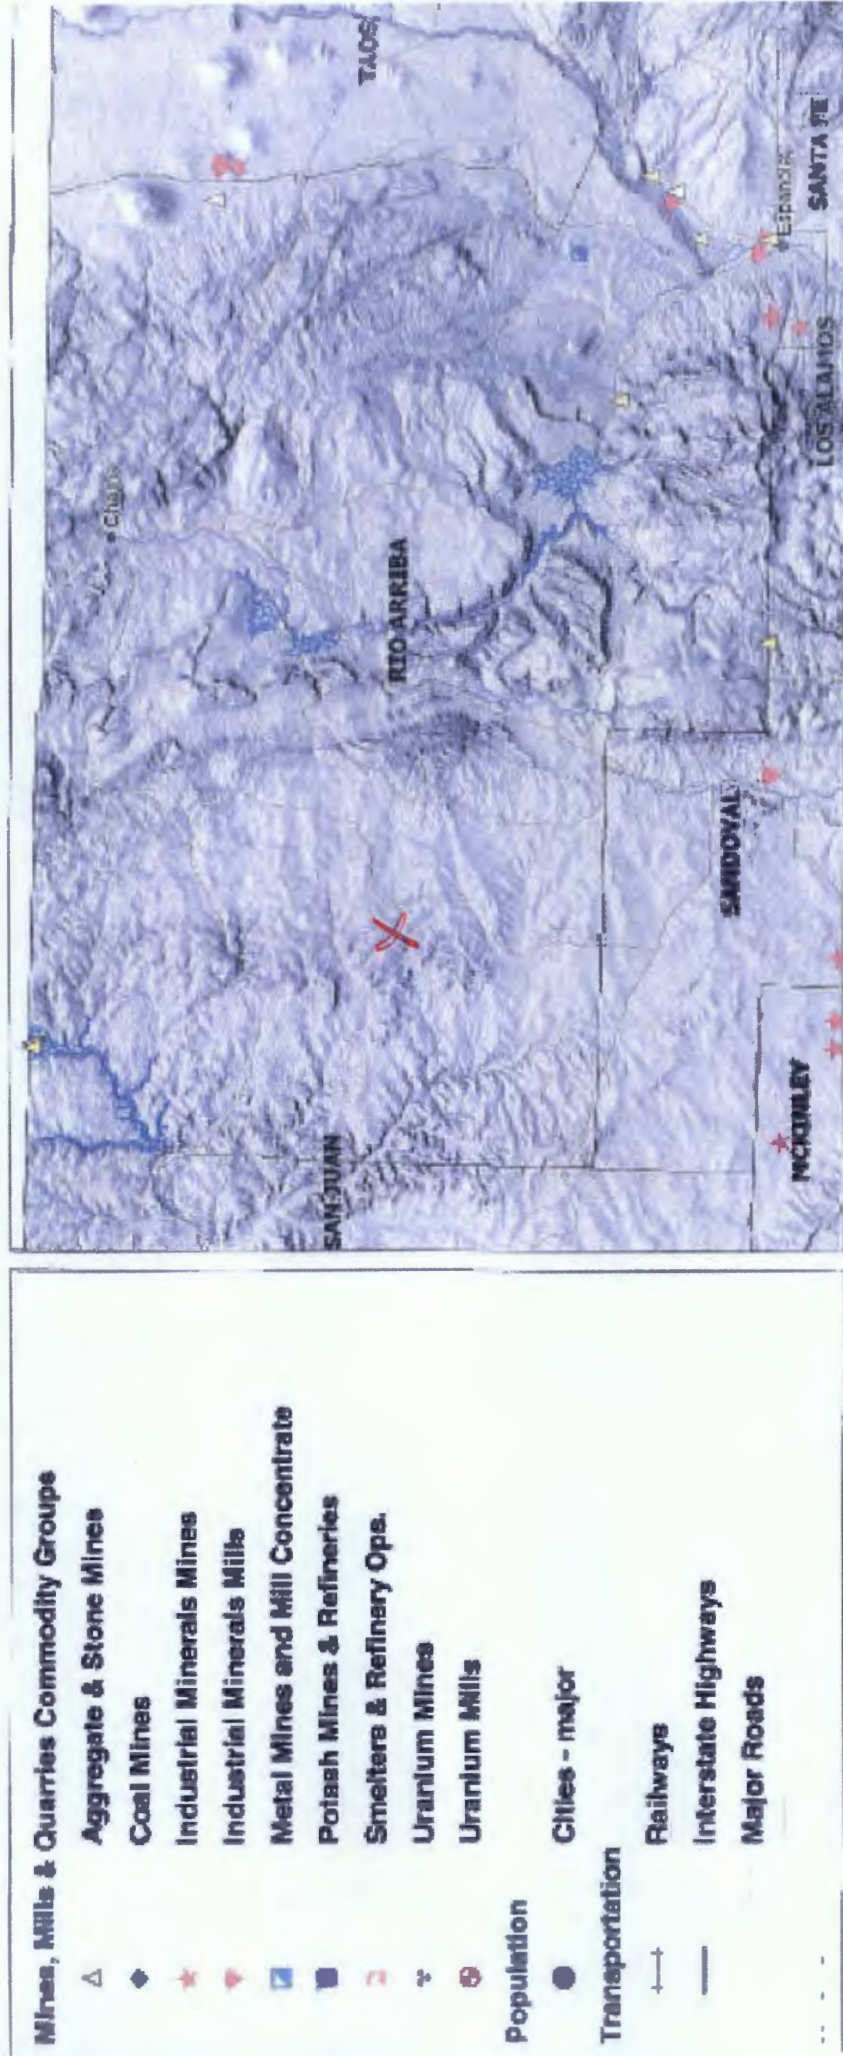 Mines, Mills & Quarries Commodity Groups
Aggregate & Stone Mines
Coal Mines
Industrial Minerals Mines
Industrial Minerals Mills
Metal Mines and Mill Concentrate
Potash Mines & Refineries
Smelters & Refinery Ops.
Uranium Mines
Uranium Mills
Population
Cities - major
Transportation
Railways
Interstate Highways
Major Roads
TAOS
Chama
SAN JUAN
RIO ARRIBA
Espanola
SANTA FE
LOS ALAMOS
SANDOVAL
MCKINLEY